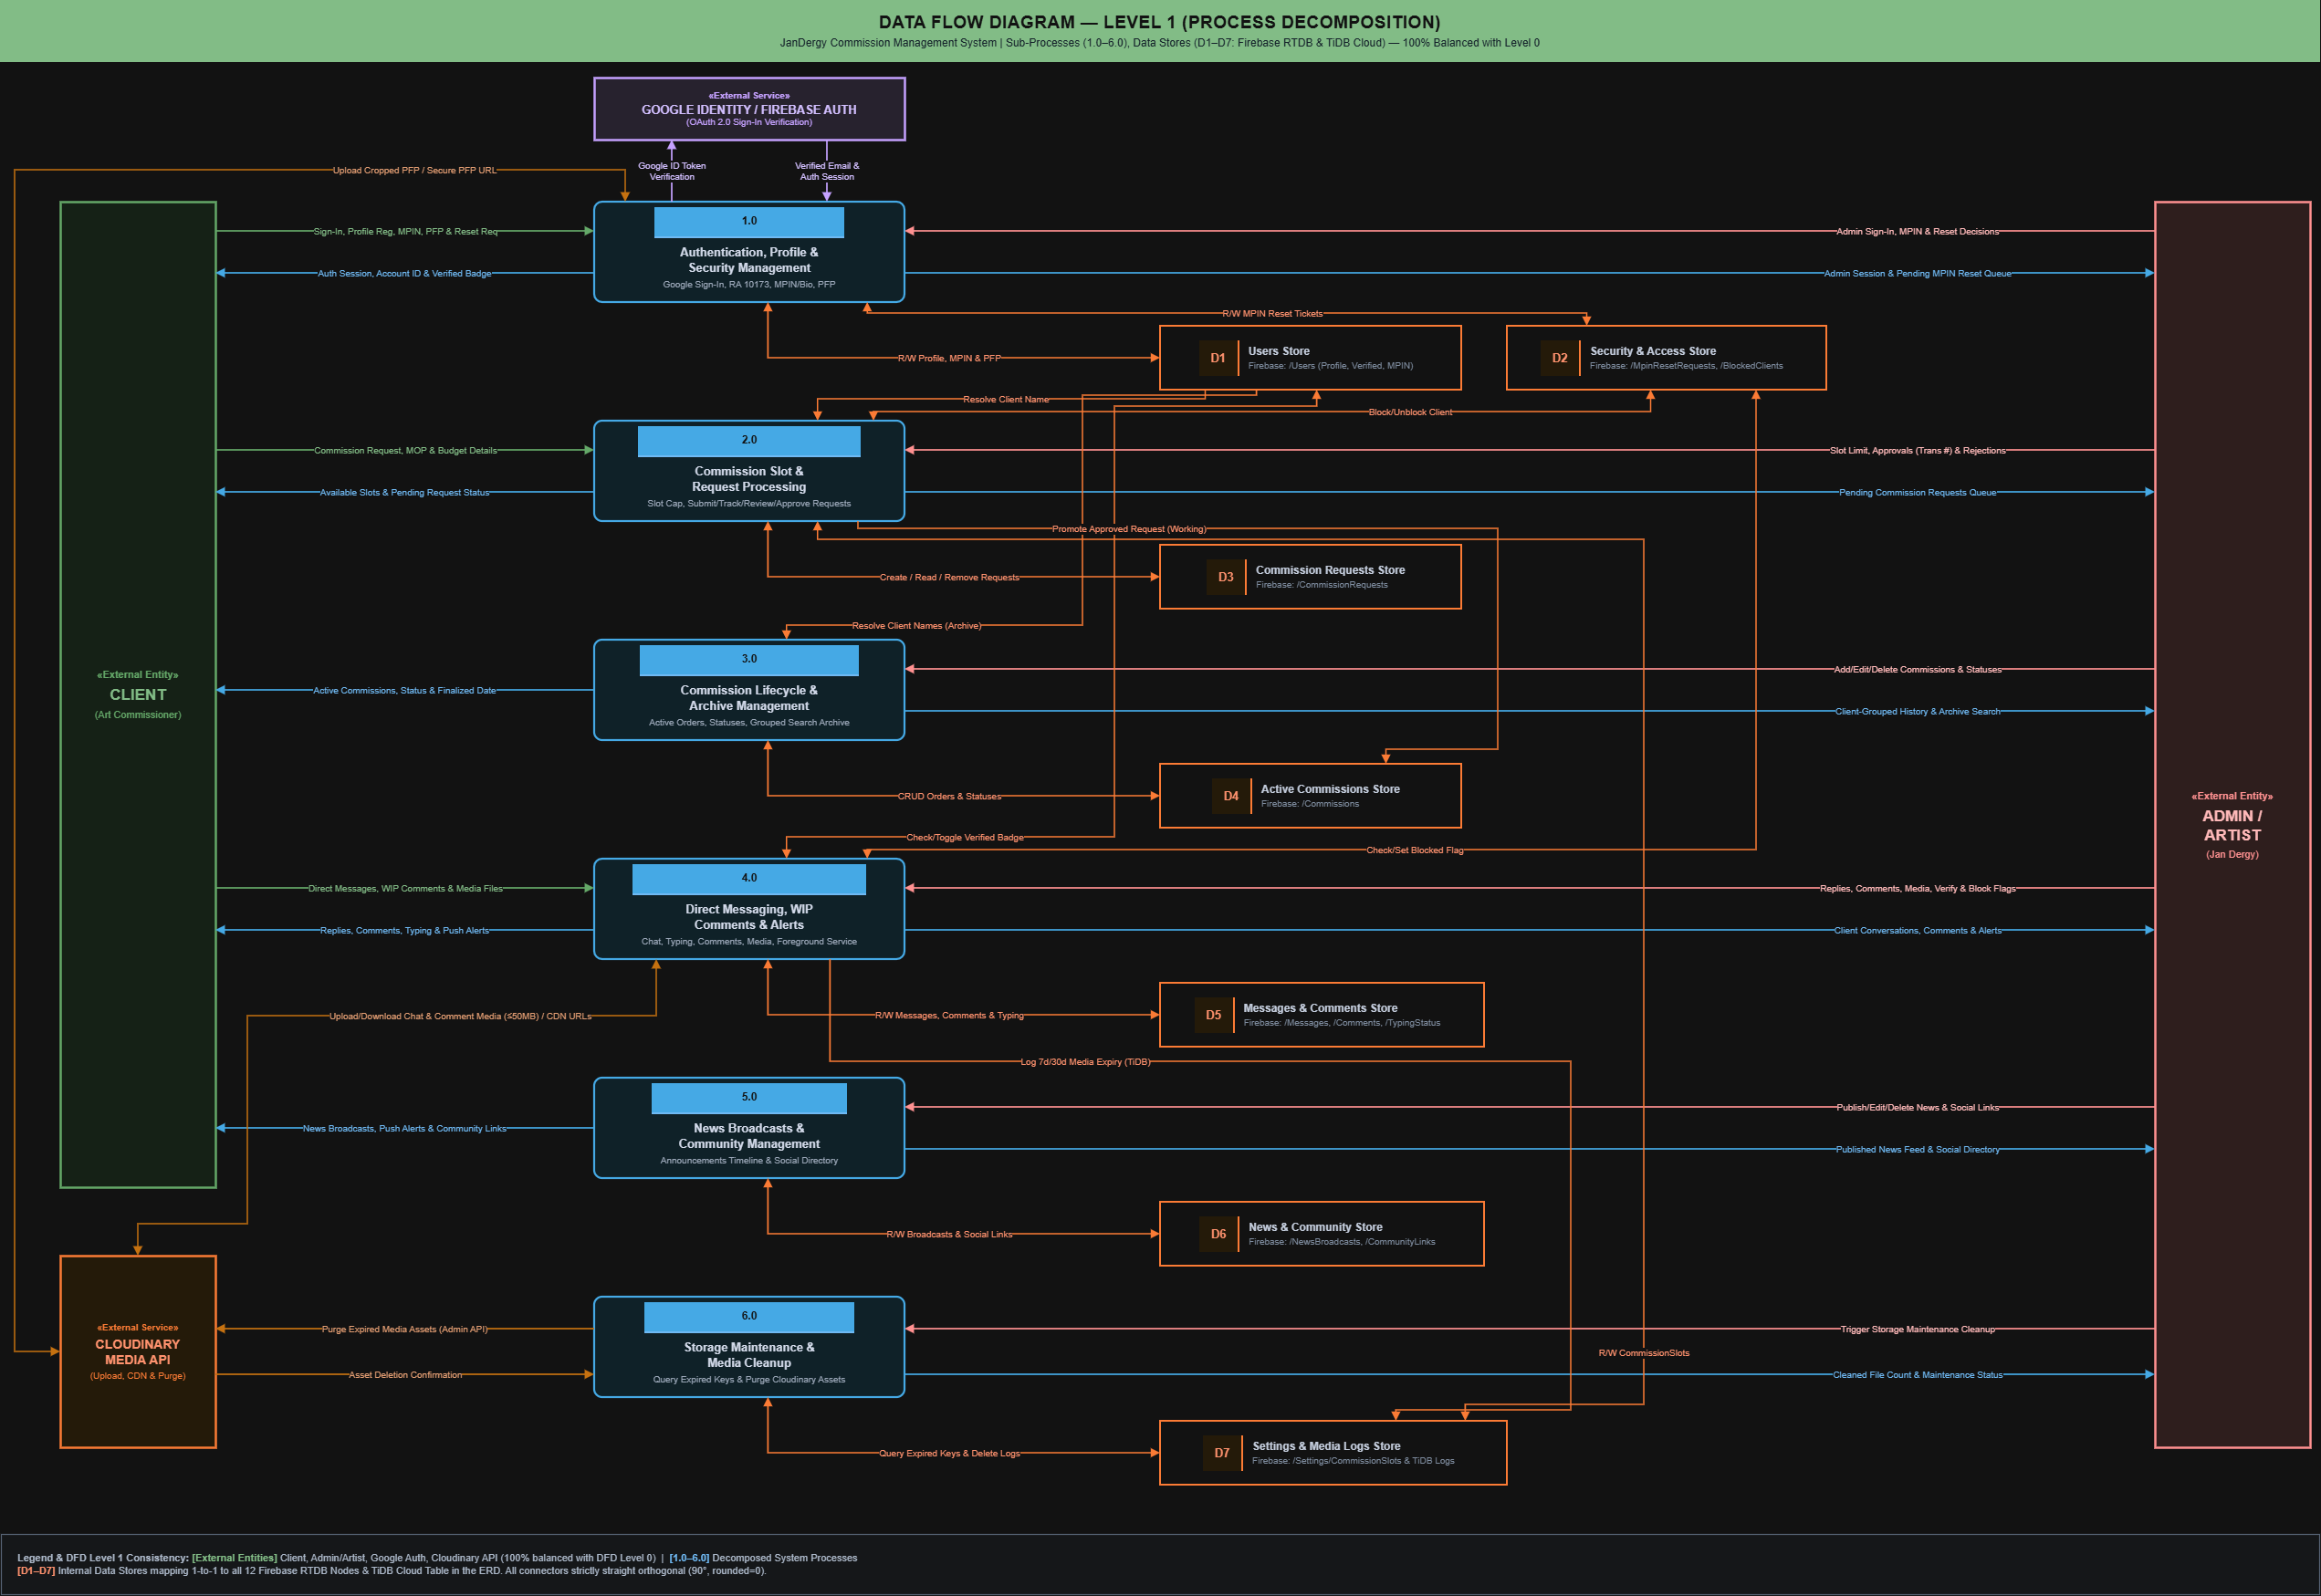 DATA FLOW DIAGRAM — LEVEL 1 (PROCESS DECOMPOSITION)
JanDergy Commission Management System | Sub-Processes (1.0–6.0), Data Stores (D1–D7: Firebase RTDB & TiDB Cloud) — 100% Balanced with Level 0
«External Service»
GOOGLE IDENTITY / FIREBASE AUTH
(OAuth 2.0 Sign-In Verification)
Google ID Token
Verification
Verified Email &
Auth Session
Upload Cropped PFP / Secure PFP URL
Sign-In, Profile Reg, MPIN, PFP & Reset Req
Auth Session, Account ID & Verified Badge
1.0
Authentication, Profile &
Security Management
Google Sign-In, RA 10173, MPIN/Bio, PFP
Admin Sign-In, MPIN & Reset Decisions
Admin Session & Pending MPIN Reset Queue
R/W MPIN Reset Tickets
R/W Profile, MPIN & PFP
D1
Users Store
Firebase: /Users (Profile, Verified, MPIN)
D2
Security & Access Store
Firebase: /MpinResetRequests, /BlockedClients
Resolve Client Name
Block/Unblock Client
Commission Request, MOP & Budget Details
Available Slots & Pending Request Status
2.0
Commission Slot &
Request Processing
Slot Cap, Submit/Track/Review/Approve Requests
Slot Limit, Approvals (Trans #) & Rejections
Pending Commission Requests Queue
Promote Approved Request (Working)
Create / Read / Remove Requests
D3
Commission Requests Store
Firebase: /CommissionRequests
Resolve Client Names (Archive)
«External Entity»
CLIENT
(Art Commissioner)
Active Commissions, Status & Finalized Date
3.0
Commission Lifecycle &
Archive Management
Active Orders, Statuses, Grouped Search Archive
Add/Edit/Delete Commissions & Statuses
Client-Grouped History & Archive Search
CRUD Orders & Statuses
D4
Active Commissions Store
Firebase: /Commissions
«External Entity»
ADMIN /
ARTIST
(Jan Dergy)
Check/Toggle Verified Badge
Check/Set Blocked Flag
Direct Messages, WIP Comments & Media Files
Replies, Comments, Typing & Push Alerts
4.0
Direct Messaging, WIP
Comments & Alerts
Chat, Typing, Comments, Media, Foreground Service
Replies, Comments, Media, Verify & Block Flags
Client Conversations, Comments & Alerts
Upload/Download Chat & Comment Media (≤50MB) / CDN URLs
R/W Messages, Comments & Typing
D5
Messages & Comments Store
Firebase: /Messages, /Comments, /TypingStatus
Log 7d/30d Media Expiry (TiDB)
News Broadcasts, Push Alerts & Community Links
5.0
News Broadcasts &
Community Management
Announcements Timeline & Social Directory
Publish/Edit/Delete News & Social Links
Published News Feed & Social Directory
R/W Broadcasts & Social Links
D6
News & Community Store
Firebase: /NewsBroadcasts, /CommunityLinks
«External Service»
CLOUDINARY
MEDIA API
(Upload, CDN & Purge)
Purge Expired Media Assets (Admin API)
Asset Deletion Confirmation
6.0
Storage Maintenance &
Media Cleanup
Query Expired Keys & Purge Cloudinary Assets
Trigger Storage Maintenance Cleanup
R/W CommissionSlots
Cleaned File Count & Maintenance Status
Query Expired Keys & Delete Logs
D7
Settings & Media Logs Store
Firebase: /Settings/CommissionSlots & TiDB Logs
Legend & DFD Level 1 Consistency: [External Entities] Client, Admin/Artist, Google Auth, Cloudinary API (100% balanced with DFD Level 0) | [1.0–6.0] Decomposed System Processes
[D1–D7] Internal Data Stores mapping 1-to-1 to all 12 Firebase RTDB Nodes & TiDB Cloud Table in the ERD. All connectors strictly straight orthogonal (90°, rounded=0).